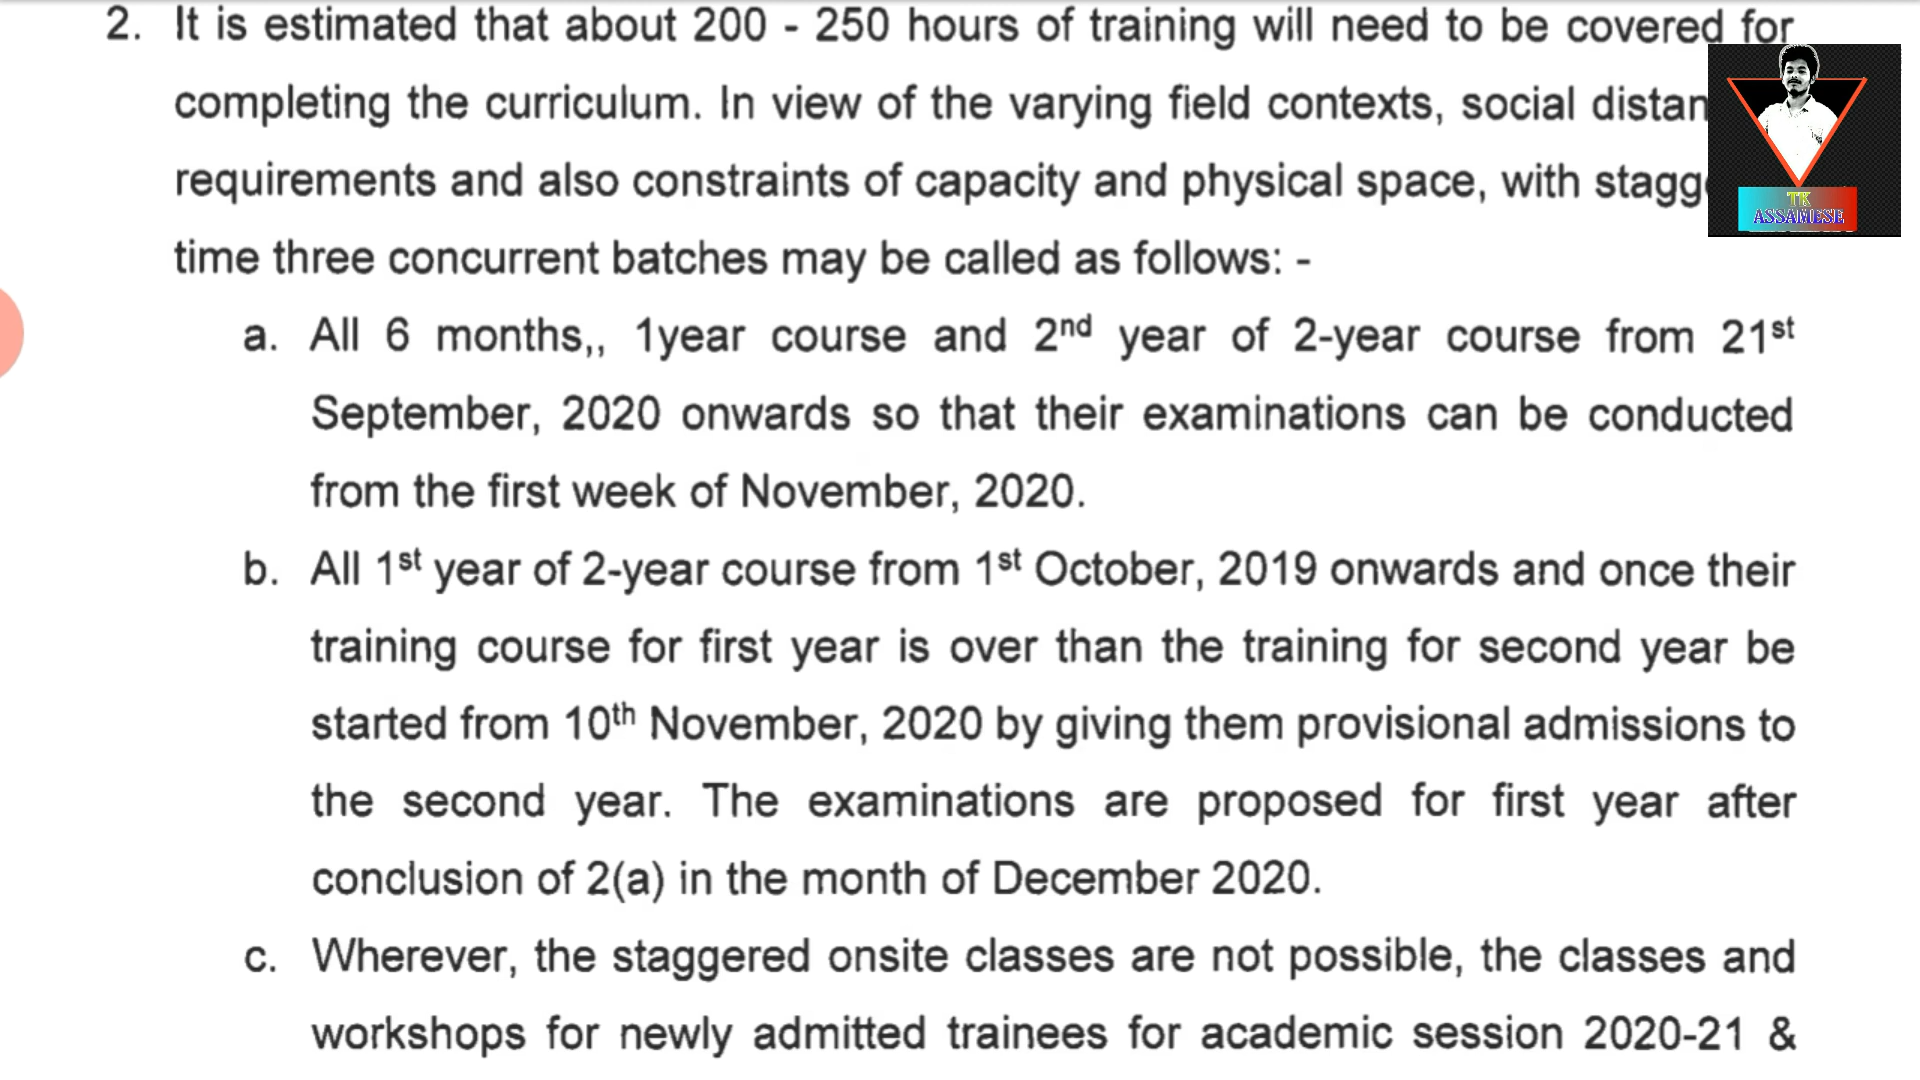 2. It is estimated that about 200 - 250 hours of training will need to be covered for
completing the curriculum. In view of the varying field contexts, social distan
requirements and also constraints of capacity and physical space, with stagg
time three concurrent batches may be called as follows: -
a. All 6 months,, 1year course and 2nd year of 2-year course from 21st
September, 2020 onwards so that their examinations can be conducted
from the first week of November, 2020.
b. All 1st year of 2-year course from 1st October, 2019 onwards and once their
training course for first year is over than the training for second year be
started from 10th November, 2020 by giving them provisional admissions to
the second year. The examinations are proposed for first year after
conclusion of 2(a) in the month of December 2020.
c. Wherever, the staggered onsite classes are not possible, the classes and
workshops for newly admitted trainees for academic session 2020-21 &
TK
ASSAMESE